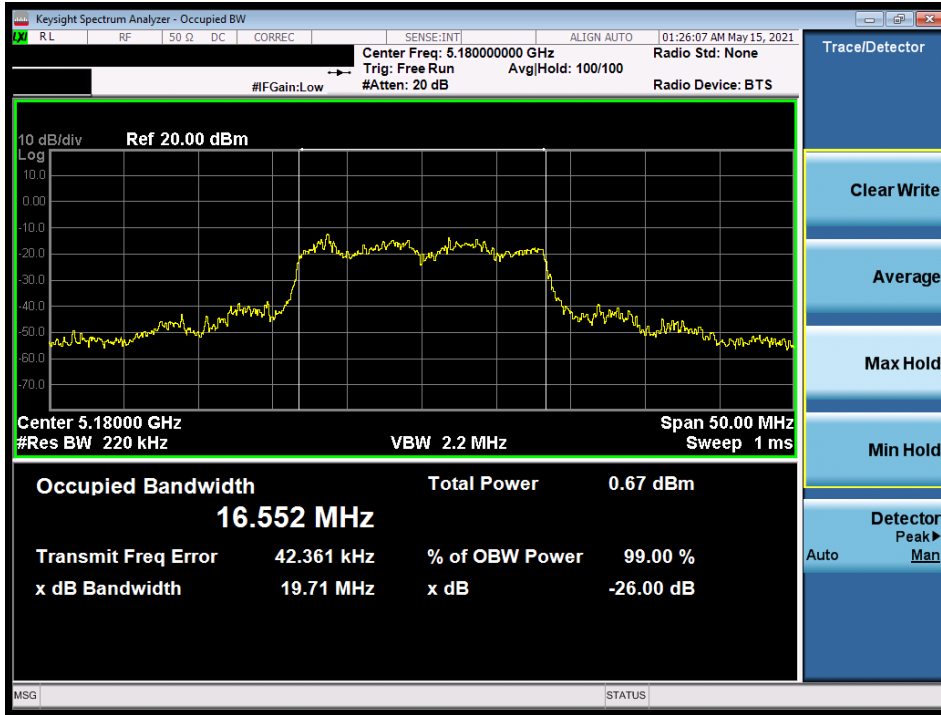 Keysight Spectrum Analyzer - Occupied BW
LXI RL RF 50 Ω DC CORREC SENSE:INT ALIGN AUTO 01:26:07 AM May 15, 2021
Center Freq: 5.180000000 GHz Radio Std: None
Trig: Free Run Avg|Hold: 100/100
#IFGain:Low #Atten: 20 dB Radio Device: BTS
10 dB/div Ref 20.00 dBm
Log
10.0
0.00
-10.0
-20.0
-30.0
-40.0
-50.0
-60.0
-70.0
Center 5.18000 GHz Span 50.00 MHz
#Res BW 220 kHz VBW 2.2 MHz Sweep 1 ms
Occupied Bandwidth Total Power 0.67 dBm
16.552 MHz
Transmit Freq Error 42.361 kHz % of OBW Power 99.00 %
x dB Bandwidth 19.71 MHz x dB -26.00 dB
MSG STATUS
Trace/Detector
Clear Write
Average
Max Hold
Min Hold
Detector
Peak▶
Auto Man